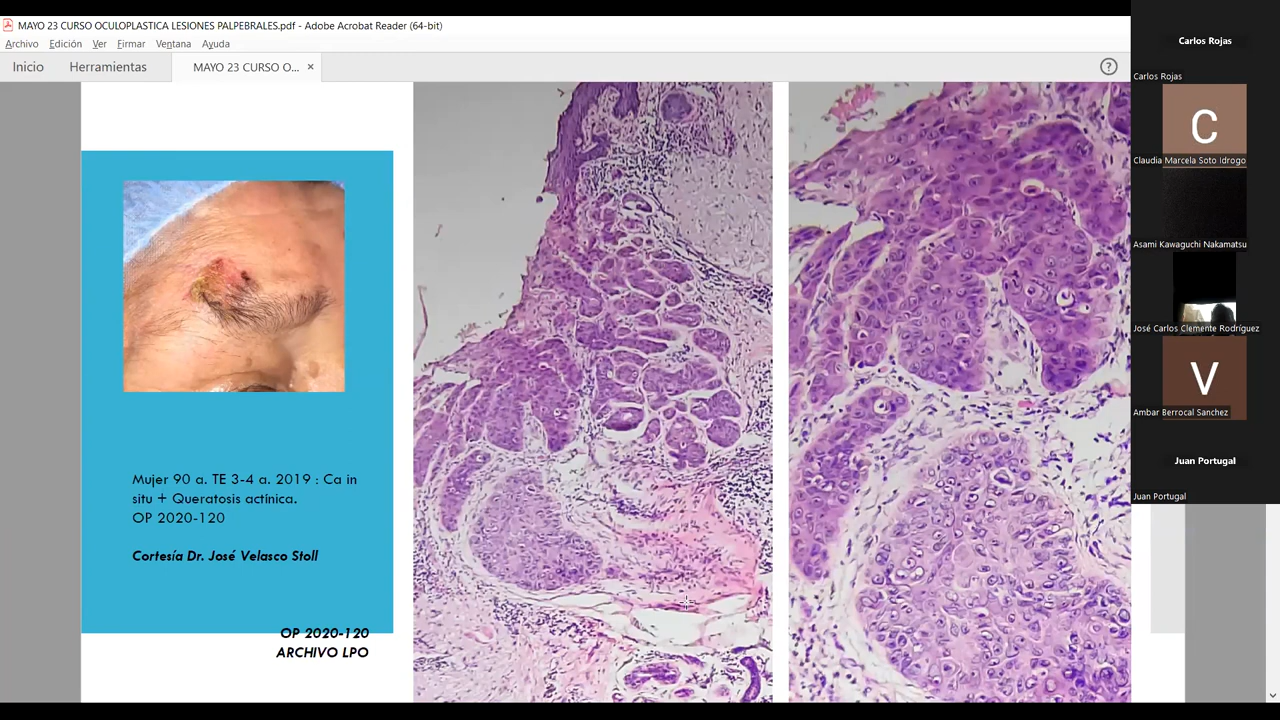 MAYO 23 CURSO OCULOPLASTICA LESIONES PALPEBRALES.pdf - Adobe Acrobat Reader (64-bit)
Archivo Edición Ver Firmar Ventana Ayuda
Inicio Herramientas MAYO 23 CURSO O... × ?
Mujer 90 a. TE 3-4 a. 2019 : Ca in
situ + Queratosis actínica.
OP 2020-120
Cortesía Dr. José Velasco Stoll
OP 2020-120
ARCHIVO LPO
Carlos Rojas
Carlos Rojas
C
Claudia Marcela Soto Idrogo
Asami Kawaguchi Nakamatsu
José Carlos Clemente Rodríguez
V
Ambar Berrocal Sanchez
Juan Portugal
Juan Portugal